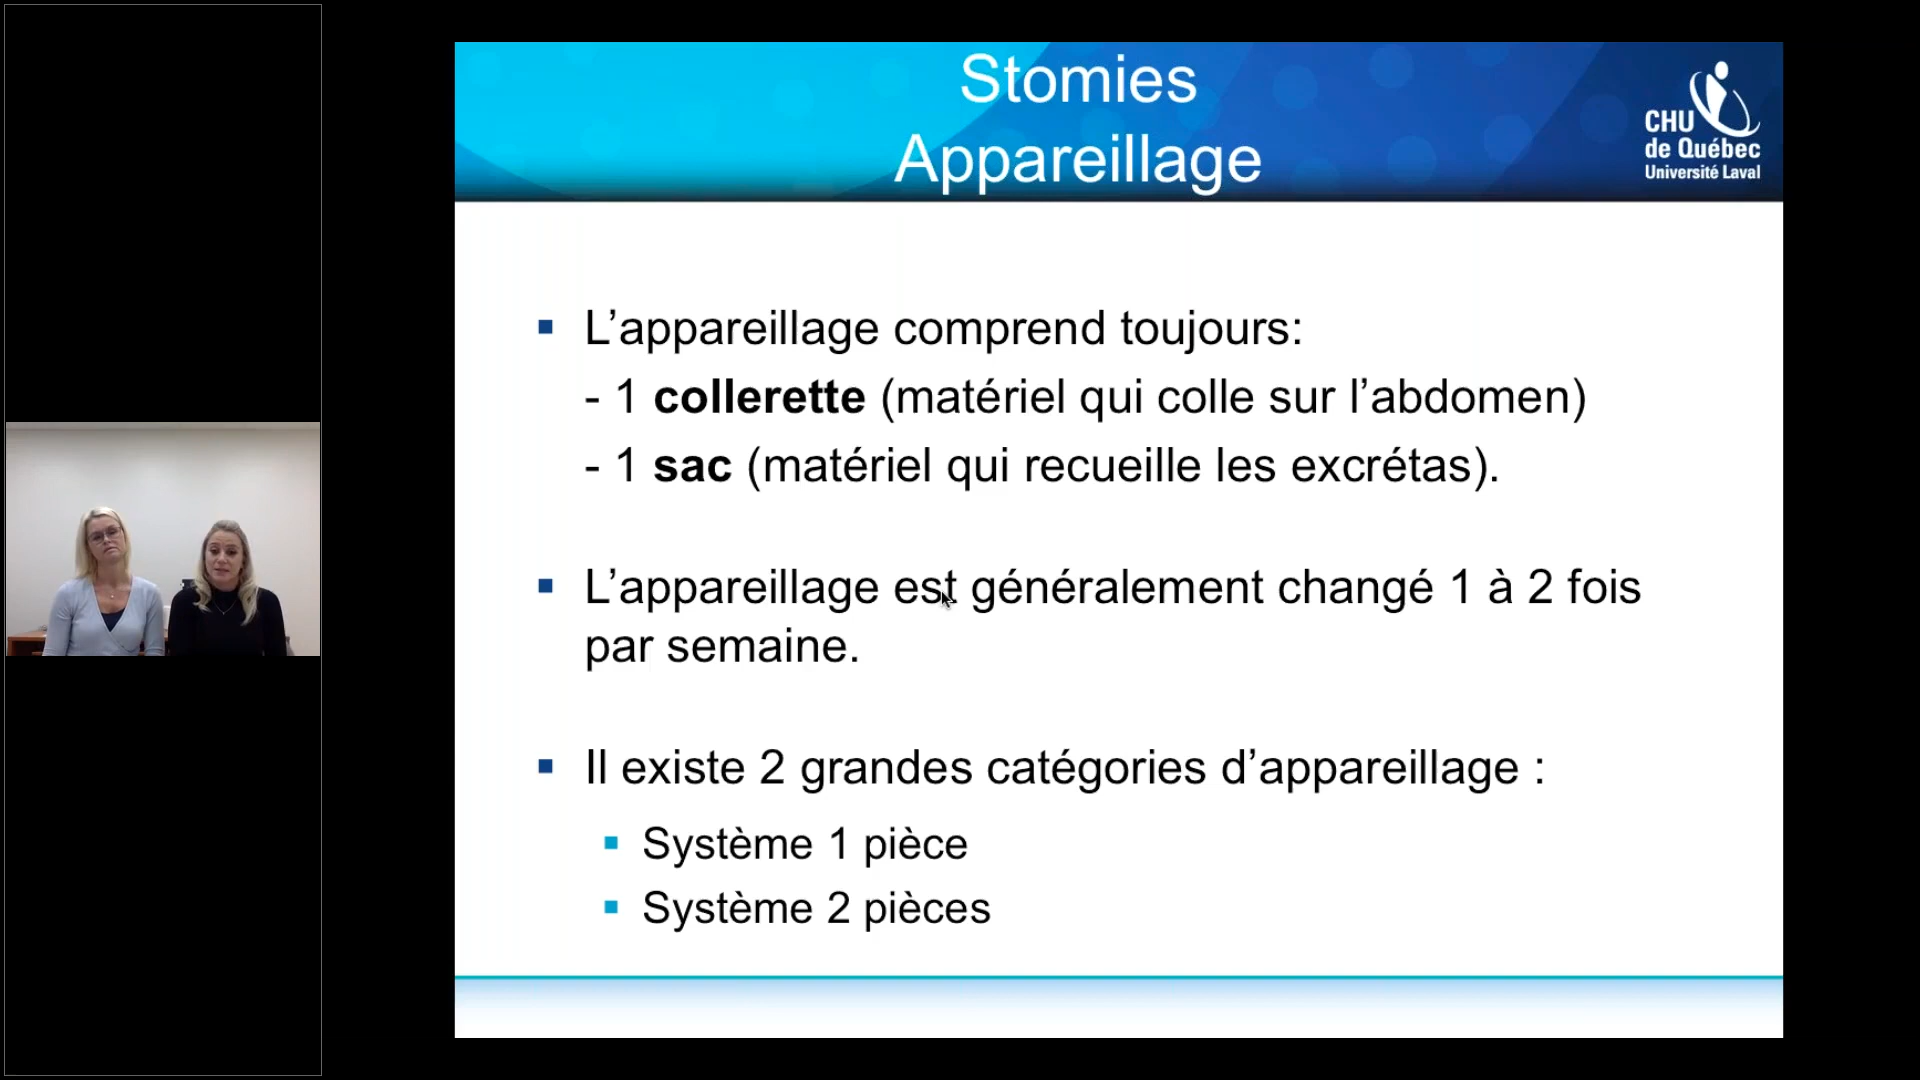 Stomies
Appareillage
CHU
de Québec
Université Laval
▪ L’appareillage comprend toujours:
- 1 collerette (matériel qui colle sur l’abdomen)
- 1 sac (matériel qui recueille les excrétas).
▪ L’appareillage est généralement changé 1 à 2 fois
par semaine.
▪ Il existe 2 grandes catégories d’appareillage :
▪ Système 1 pièce
▪ Système 2 pièces